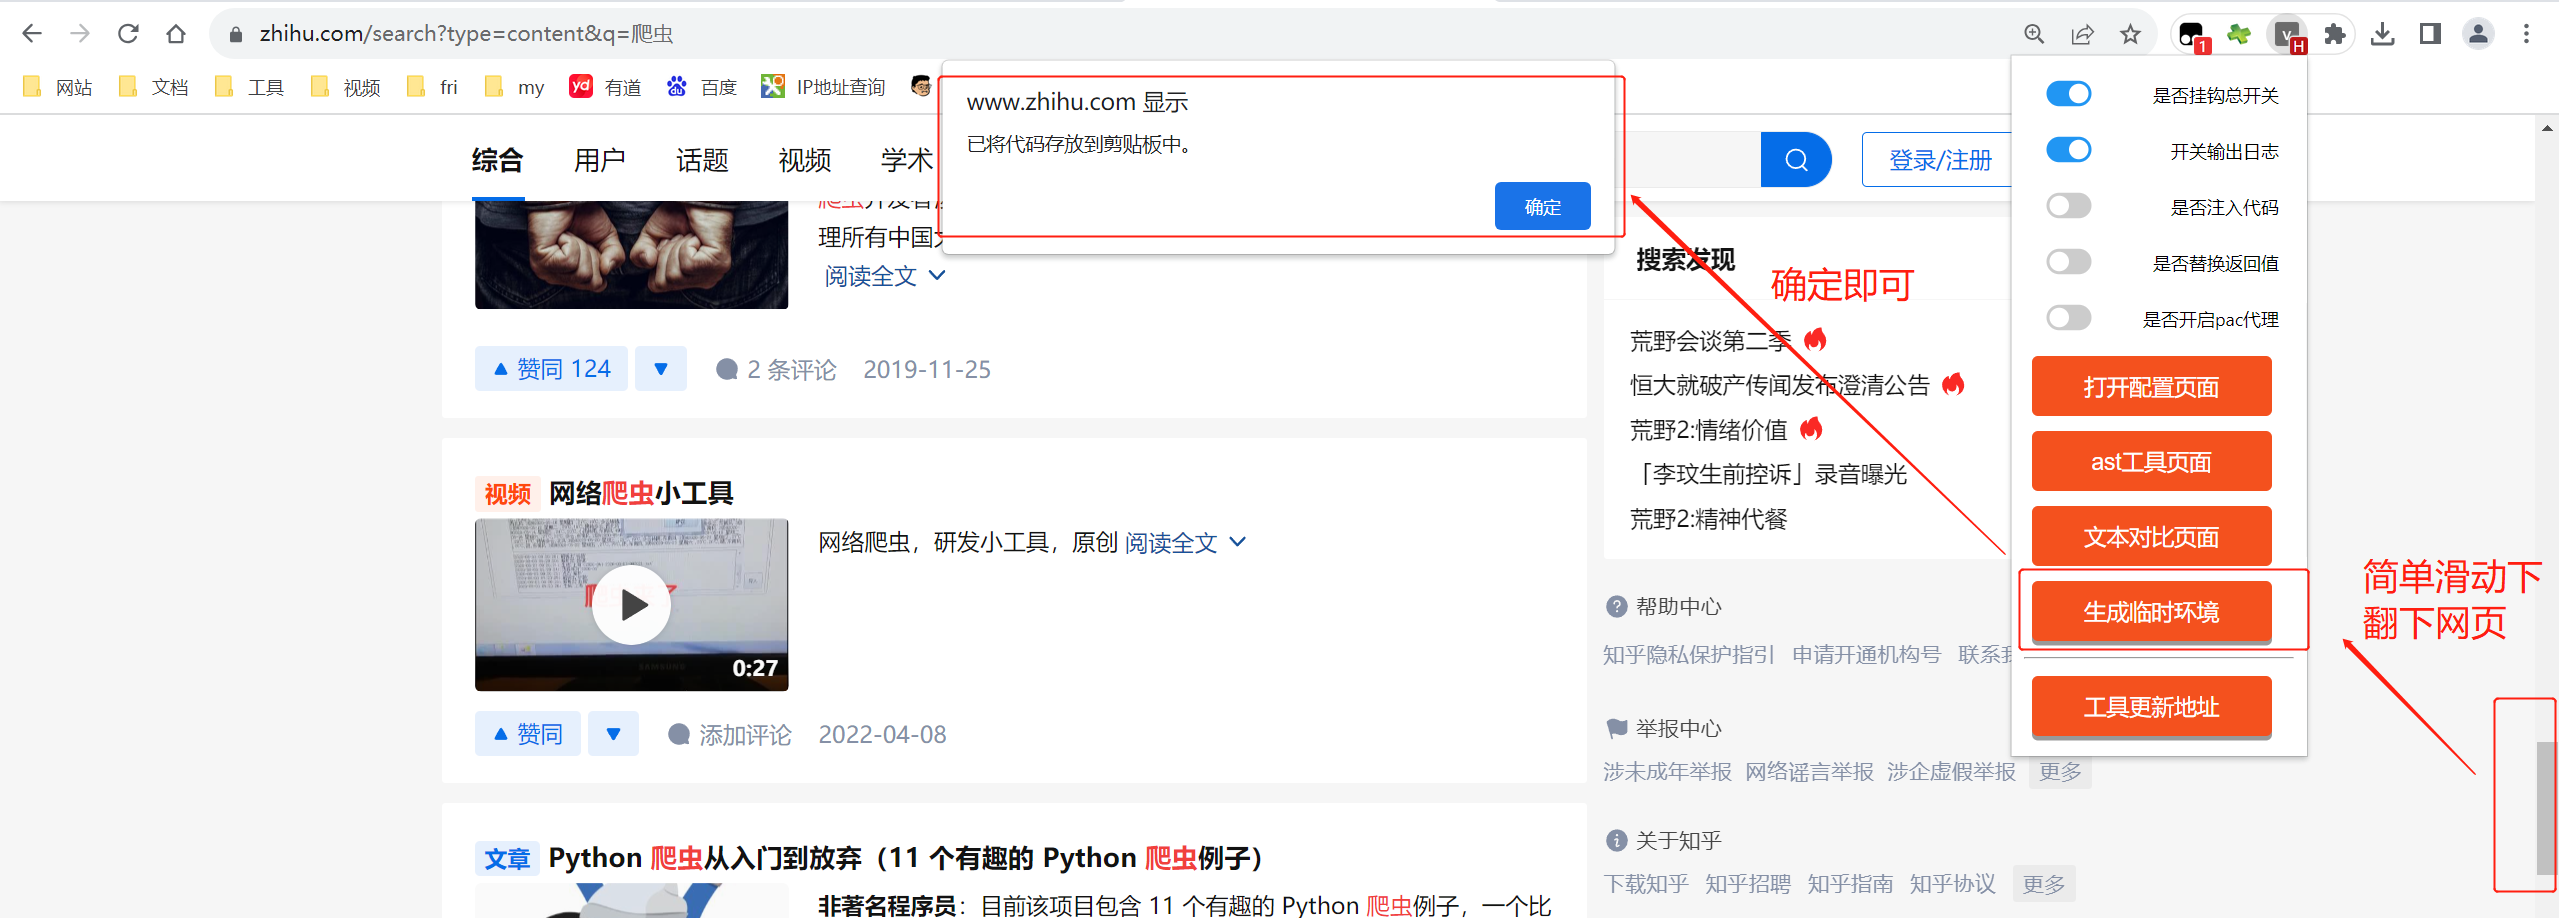 zhihu.com/search?type=content&q=爬虫
1
V
H
网站
文档
工具
视频
fri
my
yd
有道
du
百度
IP地址查询
www.zhihu.com 显示
已将代码存放到剪贴板中。
确定
综合
用户
话题
视频
学术
登录/注册
理所有中国
阅读全文
赞同 124
2 条评论
2019-11-25
视频
网络爬虫小工具
网络爬虫，研发小工具，原创 阅读全文
0:27
赞同
添加评论
2022-04-08
文章
Python 爬虫从入门到放弃（11 个有趣的 Python 爬虫例子）
非著名程序员：目前该项目包含 11 个有趣的 Python 爬虫例子，一个比
搜索发现
确定即可
荒野会谈第二季
恒大就破产传闻发布澄清公告
荒野2:情绪价值
「李玟生前控诉」录音曝光
荒野2:精神代餐
帮助中心
知乎隐私保护指引
申请开通机构号
联系
举报中心
涉未成年举报
网络谣言举报
涉企虚假举报
更多
关于知乎
下载知乎
知乎招聘
知乎指南
知乎协议
更多
是否挂钩总开关
开关输出日志
是否注入代码
是否替换返回值
是否开启pac代理
打开配置页面
ast工具页面
文本对比页面
生成临时环境
工具更新地址
简单滑动下
翻下网页